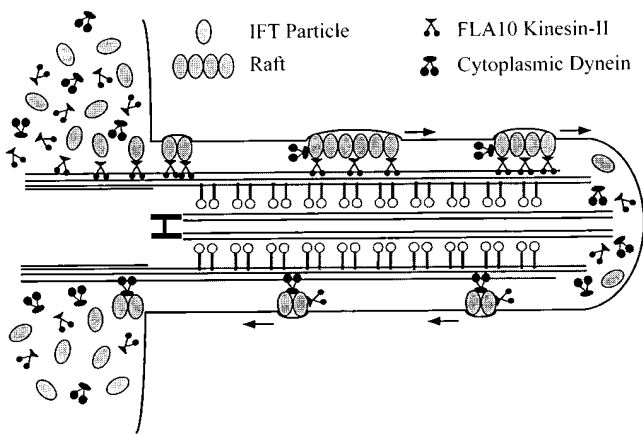 IFT Particle
Raft
FLA10 Kinesin-II
Cytoplasmic Dynein